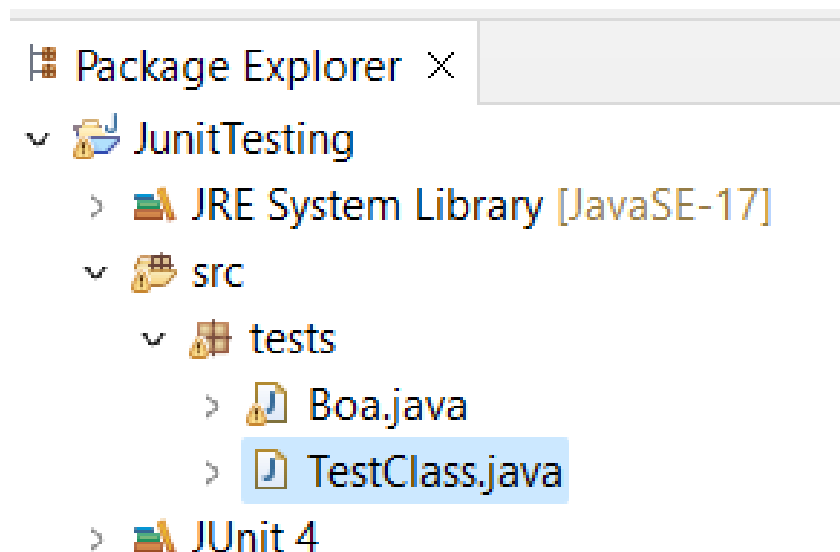 Package Explorer
JunitTesting
JRE System Library [JavaSE-17]
src
tests
Boa.java
TestClass.java
JUnit 4